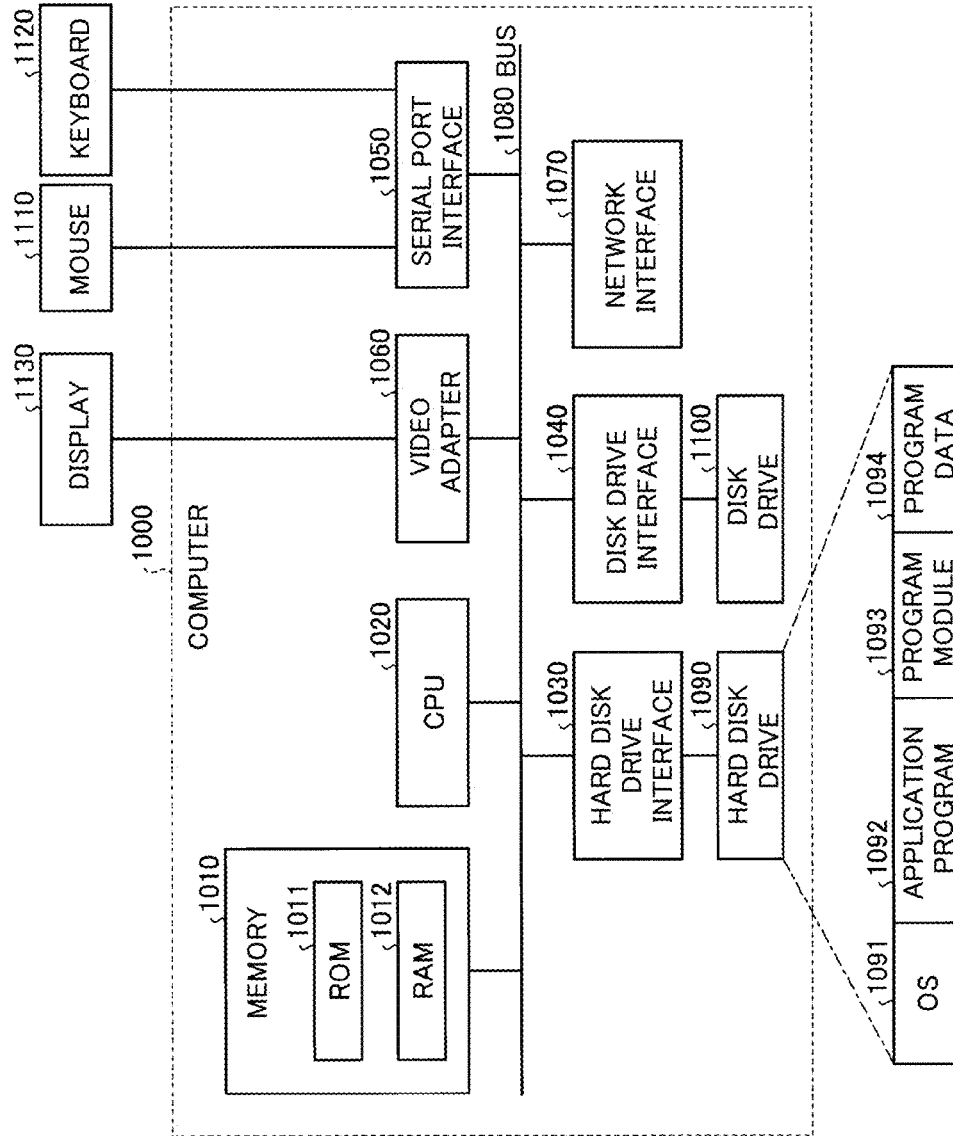 1130
DISPLAY
1110
MOUSE
1120
KEYBOARD
1000
COMPUTER
1010
MEMORY
1011
ROM
1012
RAM
1020
CPU
1060
VIDEO
ADAPTER
1050
SERIAL PORT
INTERFACE
1080 BUS
1030
HARD DISK
DRIVE
INTERFACE
1040
DISK DRIVE
INTERFACE
1070
NETWORK
INTERFACE
1090
HARD DISK
DRIVE
1100
DISK
DRIVE
1091
OS
1092
APPLICATION
PROGRAM
1093
PROGRAM
MODULE
1094
PROGRAM
DATA